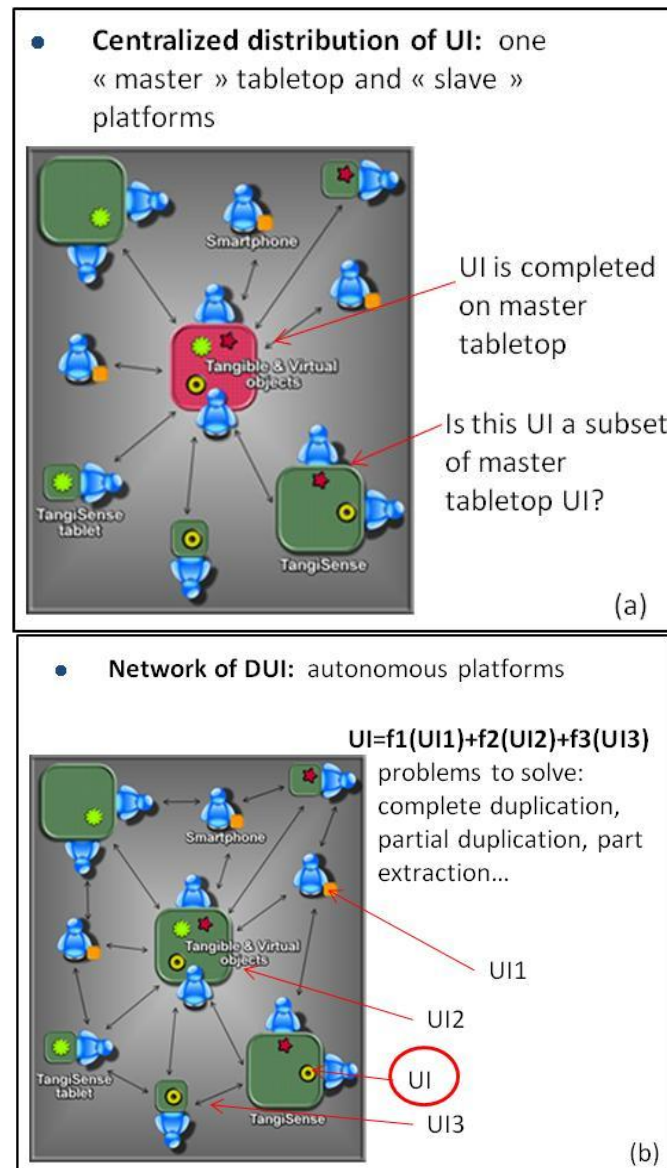 • Centralized distribution of UI: one
« master » tabletop and « slave »
platforms
Smartphone
UI is completed
on master
tabletop
Tangible & Virtual
objects
Is this UI a subset
of master
tabletop UI?
TangiSense
tablet
TangiSense
(a)
• Network of DUI: autonomous platforms
UI=f1(UI1)+f2(UI2)+f3(UI3)
problems to solve:
complete duplication,
partial duplication, part
extraction...
Smartphone
Tangible & Virtual
objects
UI1
UI2
UI
TangiSense
tablet
TangiSense
UI3
(b)